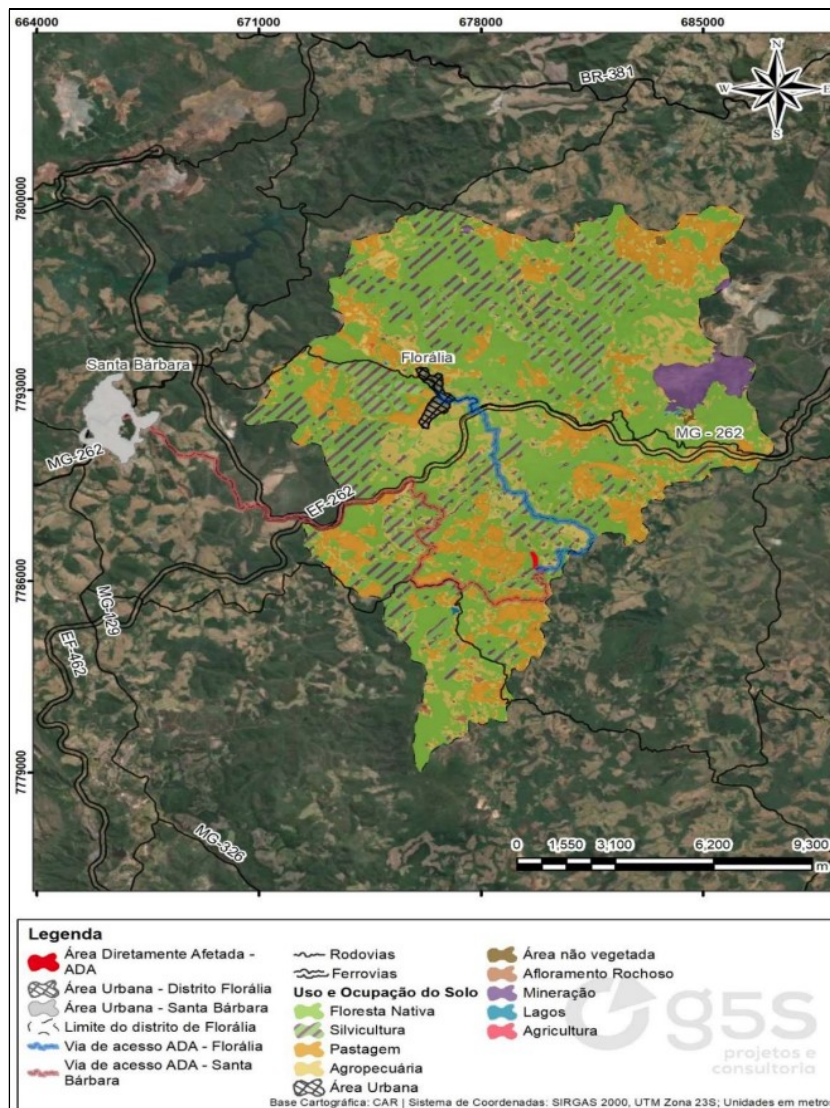 664000 671000 678000 685000
BR-381
N
W E
S
7800000
Florália
Santa Bárbara
7793000
MG - 262
MG-262
EF-262
7786000
MG-129
EF-462
7779000
MG-326
0 1,550 3,100 6,200 9,300
m
Legenda
Área Diretamente Afetada -
ADA
Área Urbana - Distrito Florália
Área Urbana - Santa Bárbara
Limite do distrito de Florália
Via de acesso ADA - Florália
Via de acesso ADA - Santa
Bárbara
Rodovias
Ferrovias
Uso e Ocupação do Solo
Floresta Nativa
Silvicultura
Pastagem
Agropecuária
Área Urbana
Área não vegetada
Afloramento Rochoso
Mineração
Lagos
Agricultura
g5s
projetos e
consultoria
Base Cartográfica: CAR | Sistema de Coordenadas: SIRGAS 2000, UTM Zona 23S; Unidades em metro